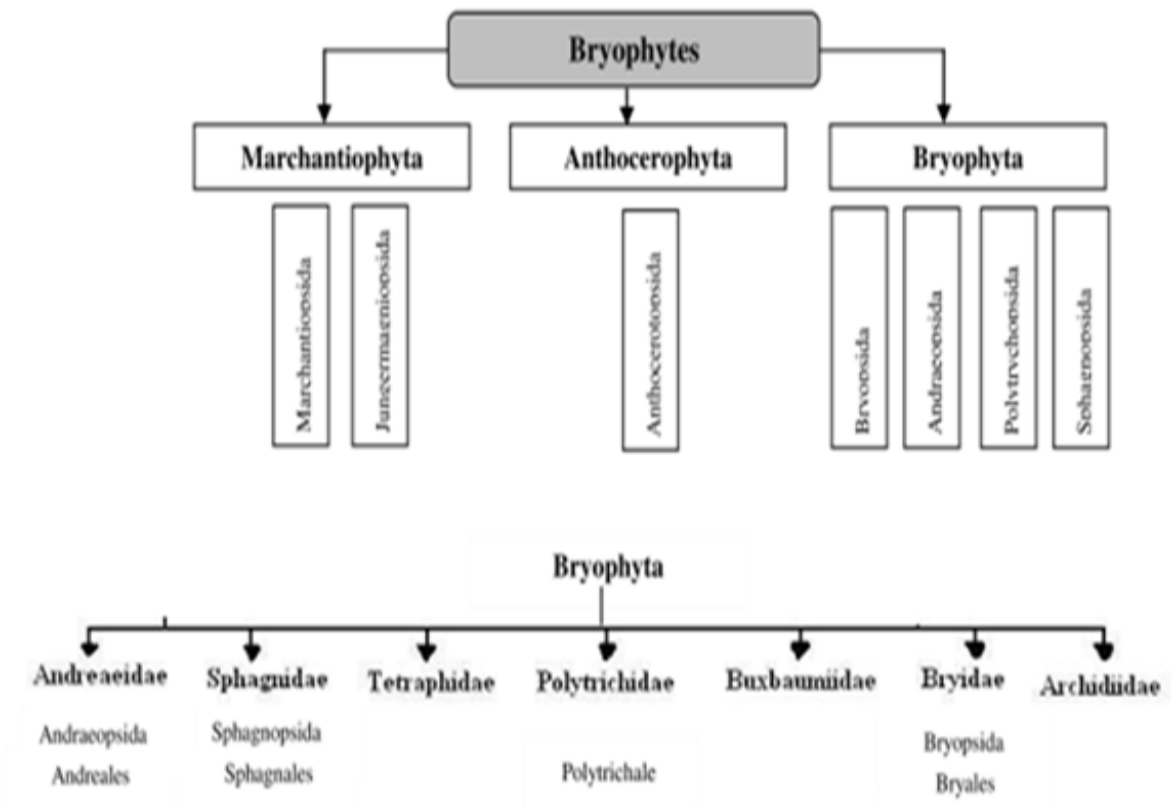 Bryophytes
Marchantiophyta
Anthocerophyta
Bryophyta
Marchantiopsida
Jungermaeniopsida
Anthocerotopsida
Bryopsida
Andraeopsida
Polytrychopsida
Sphagnopsida
Bryophyta
Andreaeidae
Sphagnidae
Tetraphidae
Polytrichidae
Buxbaumiidae
Bryidae
Archidiidae
Andraeopsida
Sphagnopsida
Bryopsida
Andreales
Sphagnales
Polytrichale
Bryales